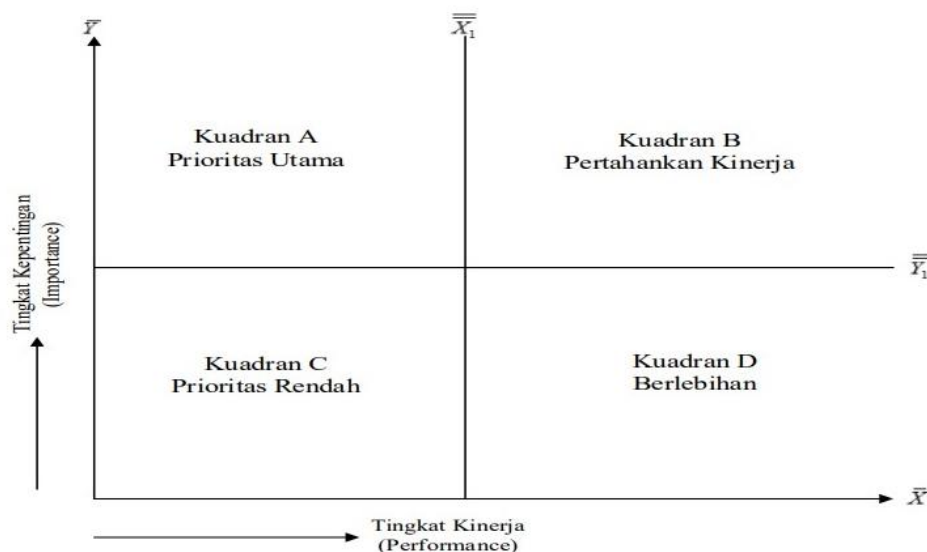 Y̅
X̿₁
Kuadran A
Prioritas Utama
Kuadran B
Pertahankan Kinerja
Tingkat Kepentingan
(Importance)
Y̿₁
Kuadran C
Prioritas Rendah
Kuadran D
Berlebihan
X̅
Tingkat Kinerja
(Performance)